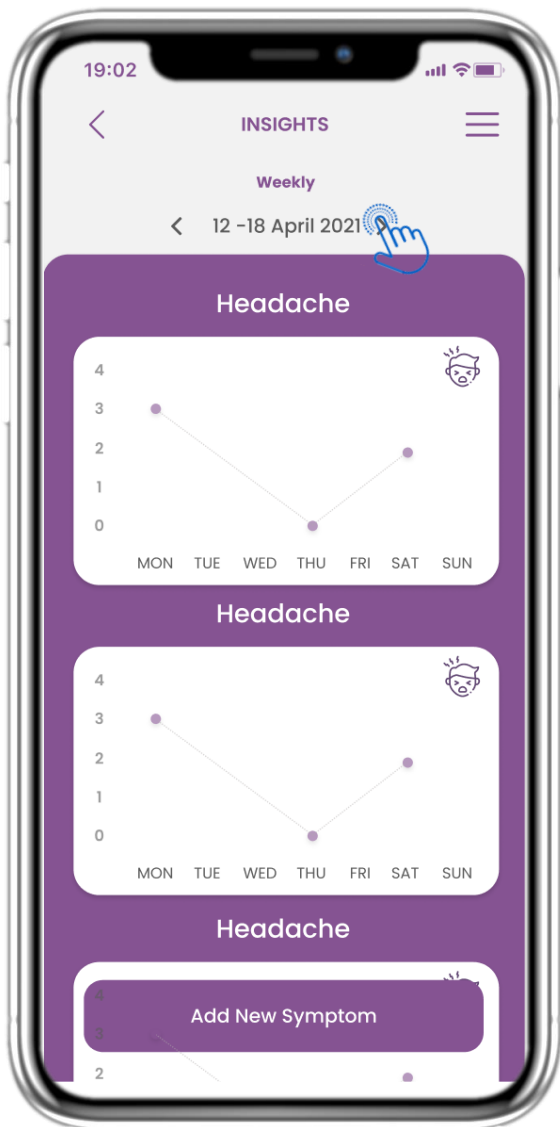 19:02
INSIGHTS
Weekly
12 -18 April 2021
Headache
4
3
2
1
0
MON TUE WED THU FRI SAT SUN
Headache
4
3
2
1
0
MON TUE WED THU FRI SAT SUN
Headache
4
Add New Symptom
3
2